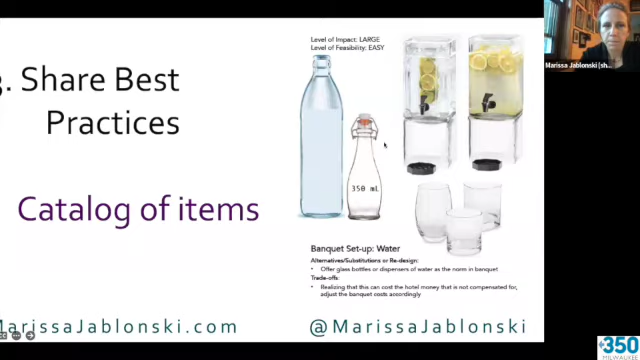 3. Share Best
Practices
Catalog of items
Level of Impact: LARGE
Level of Feasibility: EASY
350 mL
Banquet Set-up: Water
Alternatives/Substitutions or Re-design:
• Offer glass bottles or dispensers of water as the norm in banquet
Trade-offs:
• Realizing that this can cost the hotel money that is not compensated for,
adjust the banquet costs accordingly
MarissaJablonski.com
@MarissaJablonski
Marissa Jablonski (sh...
350
MILWAUKEE